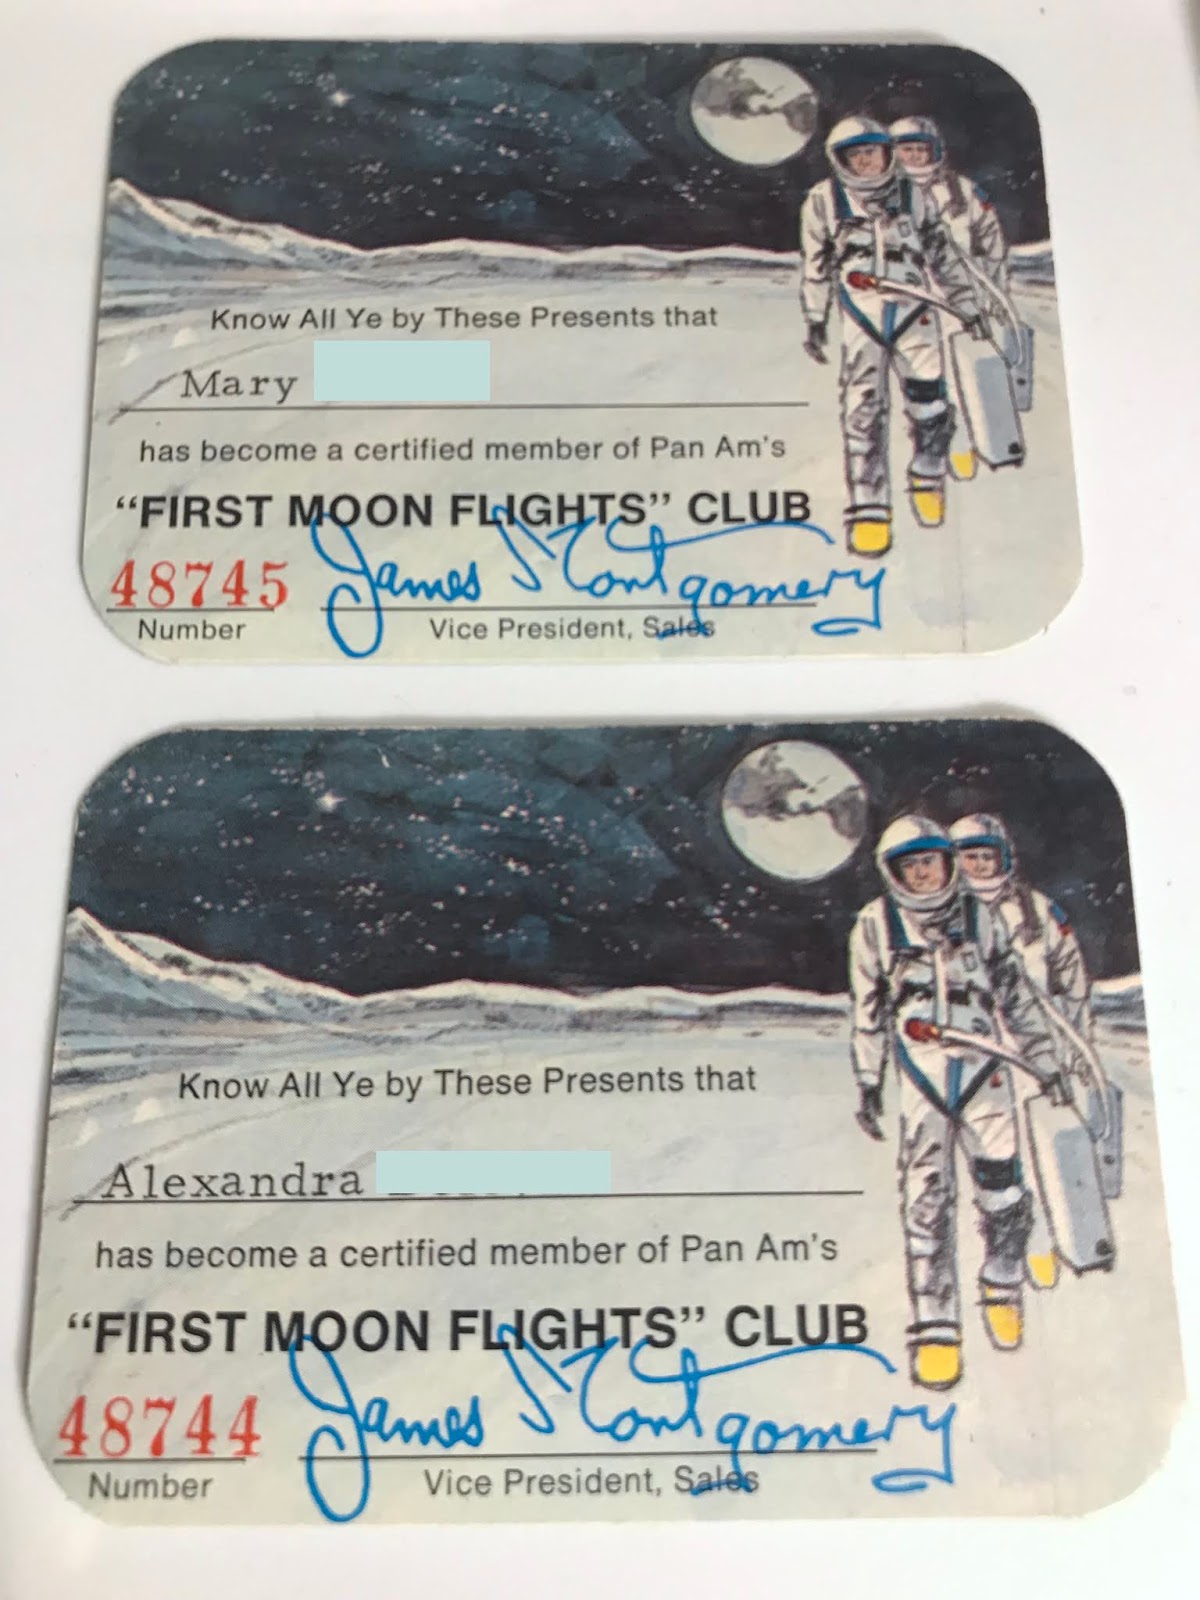 Know All Ye by These Presents that
Mary
has become a certified member of Pan Am's
“FIRST MOON FLIGHTS” CLUB
48745 James Montgomery
Number Vice President, Sales
Know All Ye by These Presents that
Alexandra
has become a certified member of Pan Am's
“FIRST MOON FLIGHTS” CLUB
48744 James Montgomery
Number Vice President, Sales